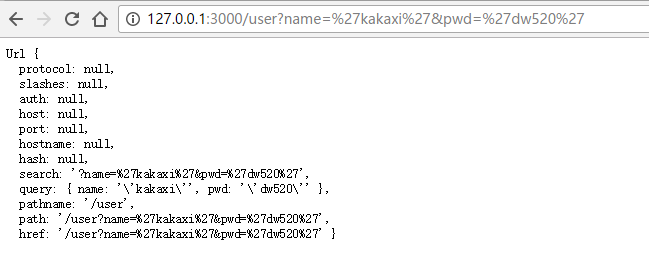 127.0.0.1:3000/user?name=%27kakaxi%27&pwd=%27dw520%27
Url {
  protocol: null,
  slashes: null,
  auth: null,
  host: null,
  port: null,
  hostname: null,
  hash: null,
  search: '?name=%27kakaxi%27&pwd=%27dw520%27',
  query: { name: '\'kakaxi\'', pwd: '\'dw520\'' },
  pathname: '/user',
  path: '/user?name=%27kakaxi%27&pwd=%27dw520%27',
  href: '/user?name=%27kakaxi%27&pwd=%27dw520%27' }